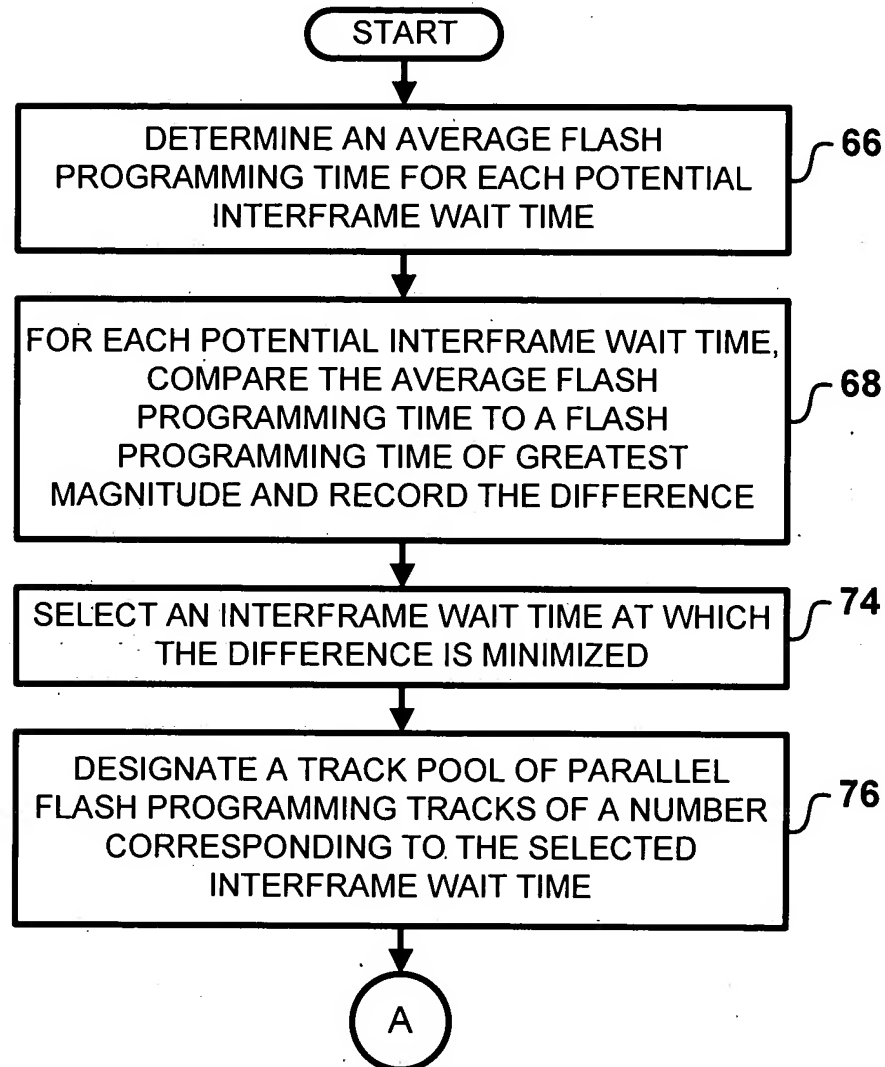 START
DETERMINE AN AVERAGE FLASH
PROGRAMMING TIME FOR EACH POTENTIAL
INTERFRAME WAIT TIME
66
FOR EACH POTENTIAL INTERFRAME WAIT TIME,
COMPARE THE AVERAGE FLASH
PROGRAMMING TIME TO A FLASH
PROGRAMMING TIME OF GREATEST
MAGNITUDE AND RECORD THE DIFFERENCE
68
SELECT AN INTERFRAME WAIT TIME AT WHICH
THE DIFFERENCE IS MINIMIZED
74
DESIGNATE A TRACK POOL OF PARALLEL
FLASH PROGRAMMING TRACKS OF A NUMBER
CORRESPONDING TO THE SELECTED
INTERFRAME WAIT TIME
76
A